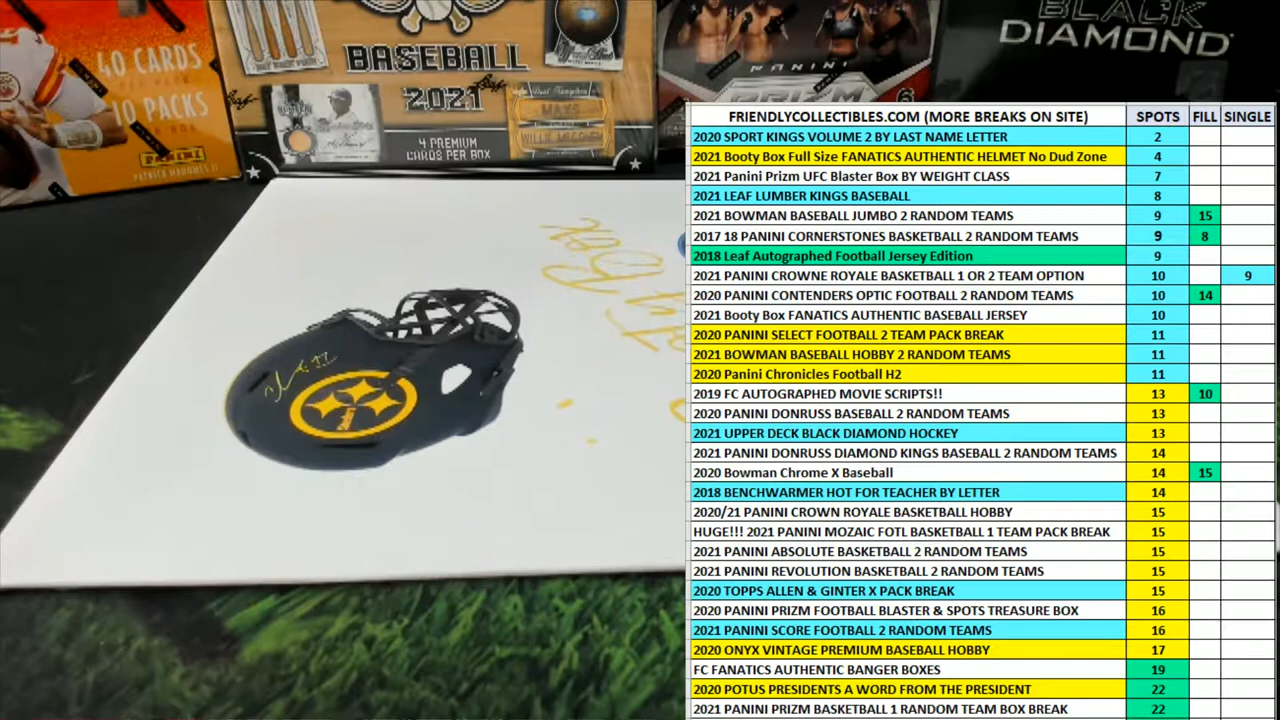 40 CARDS
10 PACKS
PANINI
PATRICK MAHOMES II
BASEBALL
2021
4 PREMIUM
CARDS PER BOX
MAYS
PANINI
PRIZM
6
BLACK
DIAMOND
FRIENDLYCOLLECTIBLES.COM (MORE BREAKS ON SITE) SPOTS FILL SINGLE
2020 SPORT KINGS VOLUME 2 BY LAST NAME LETTER 2
2021 Booty Box Full Size FANATICS AUTHENTIC HELMET No Dud Zone 4
2021 Panini Prizm UFC Blaster Box BY WEIGHT CLASS 7
2021 LEAF LUMBER KINGS BASEBALL 8
2021 BOWMAN BASEBALL JUMBO 2 RANDOM TEAMS 9 15
2017 18 PANINI CORNERSTONES BASKETBALL 2 RANDOM TEAMS 9 8
2018 Leaf Autographed Football Jersey Edition 9
2021 PANINI CROWNE ROYALE BASKETBALL 1 OR 2 TEAM OPTION 10 9
2020 PANINI CONTENDERS OPTIC FOOTBALL 2 RANDOM TEAMS 10 14
2021 Booty Box FANATICS AUTHENTIC BASEBALL JERSEY 10
2020 PANINI SELECT FOOTBALL 2 TEAM PACK BREAK 11
2021 BOWMAN BASEBALL HOBBY 2 RANDOM TEAMS 11
2020 Panini Chronicles Football H2 11
2019 FC AUTOGRAPHED MOVIE SCRIPTS!! 13 10
2020 PANINI DONRUSS BASEBALL 2 RANDOM TEAMS 13
2021 UPPER DECK BLACK DIAMOND HOCKEY 13
2021 PANINI DONRUSS DIAMOND KINGS BASEBALL 2 RANDOM TEAMS 14
2020 Bowman Chrome X Baseball 14 15
2018 BENCHWARMER HOT FOR TEACHER BY LETTER 14
2020/21 PANINI CROWN ROYALE BASKETBALL HOBBY 15
HUGE!!! 2021 PANINI MOZAIC FOTL BASKETBALL 1 TEAM PACK BREAK 15
2021 PANINI ABSOLUTE BASKETBALL 2 RANDOM TEAMS 15
2021 PANINI REVOLUTION BASKETBALL 2 RANDOM TEAMS 15
2020 TOPPS ALLEN & GINTER X PACK BREAK 15
2020 PANINI PRIZM FOOTBALL BLASTER & SPOTS TREASURE BOX 16
2021 PANINI SCORE FOOTBALL 2 RANDOM TEAMS 16
2020 ONYX VINTAGE PREMIUM BASEBALL HOBBY 17
FC FANATICS AUTHENTIC BANGER BOXES 19
2020 POTUS PRESIDENTS A WORD FROM THE PRESIDENT 22
2021 PANINI PRIZM BASKETBALL 1 RANDOM TEAM BOX BREAK 22